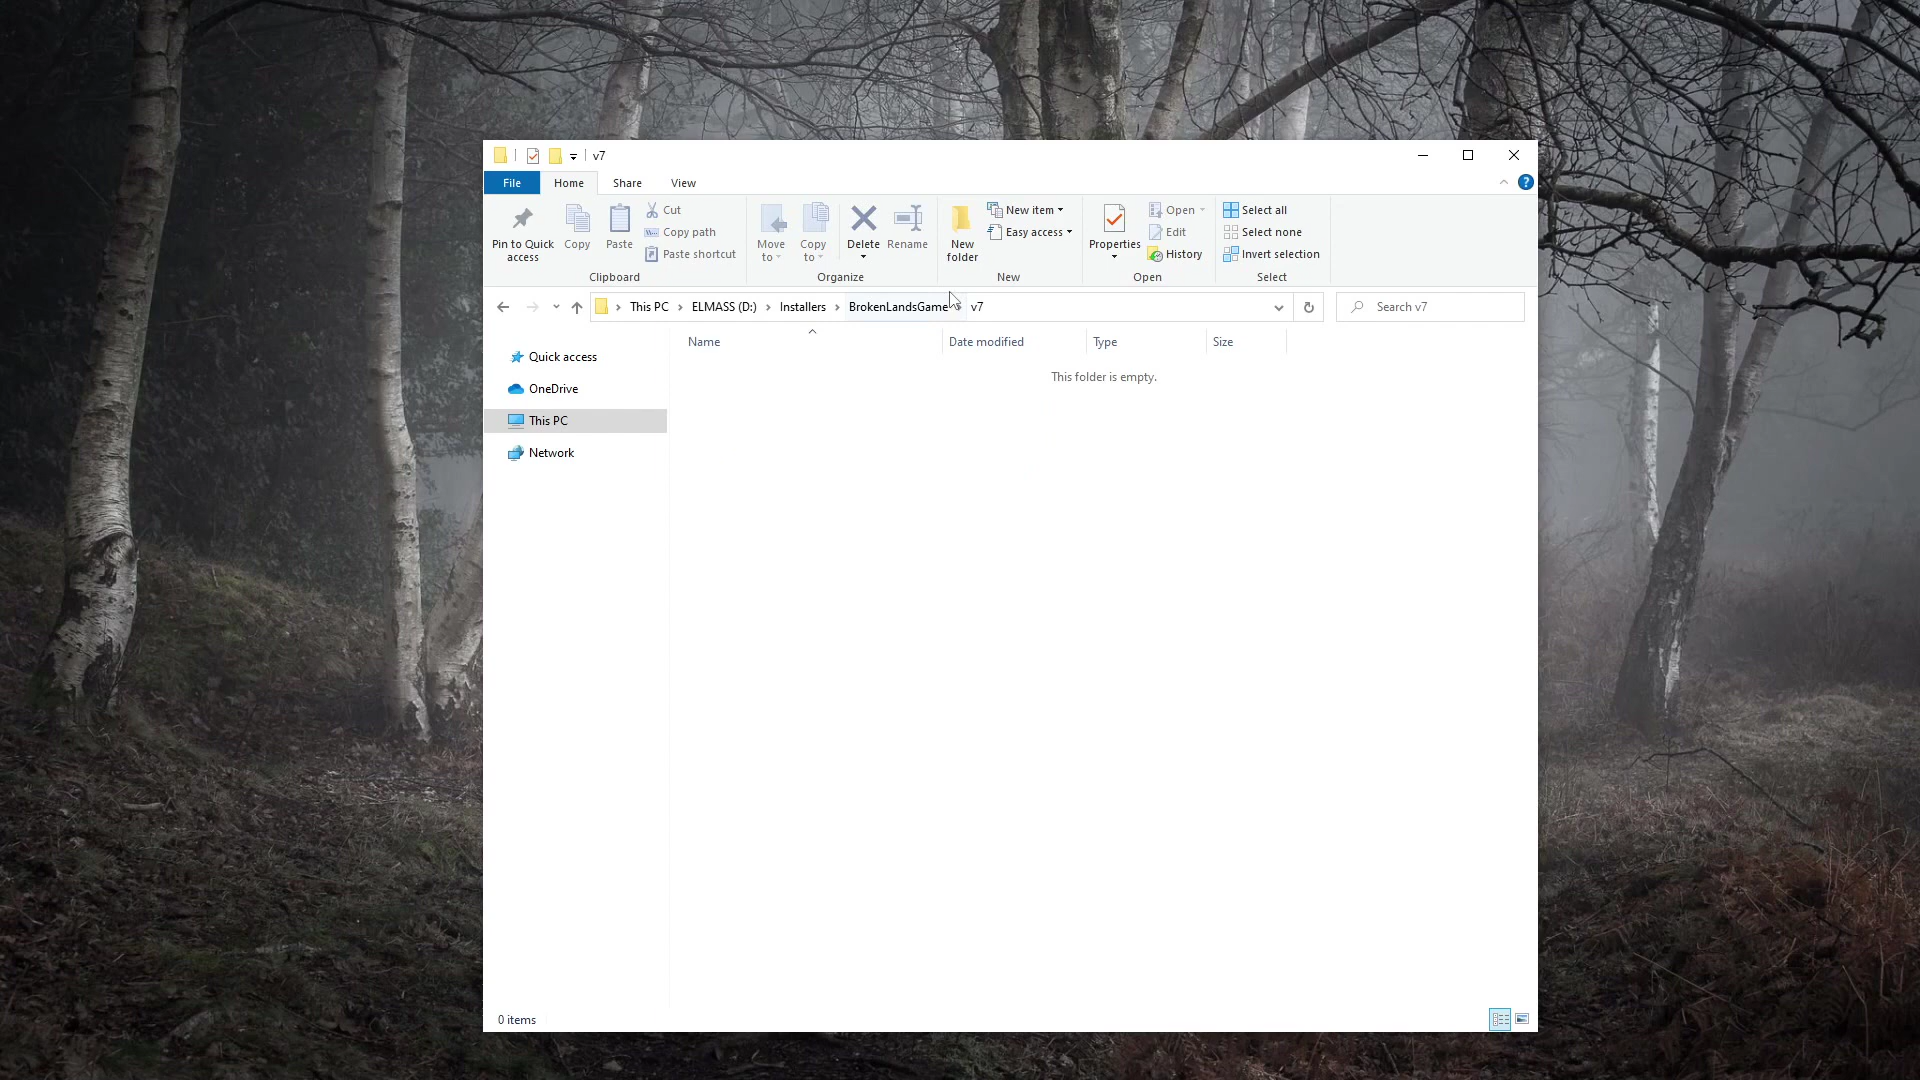 v7
File Home Share View
Pin to Quick access
Copy
Paste
Cut
Copy path
Paste shortcut
Clipboard
Move to
Copy to
Delete
Rename
Organize
New folder
New item
Easy access
New
Properties
Open
Edit
History
Open
Select all
Select none
Invert selection
Select
This PC > ELMASS (D:) > Installers > BrokenLandsGame > v7
Search v7
Name Date modified Type Size
This folder is empty.
Quick access
OneDrive
This PC
Network
0 items